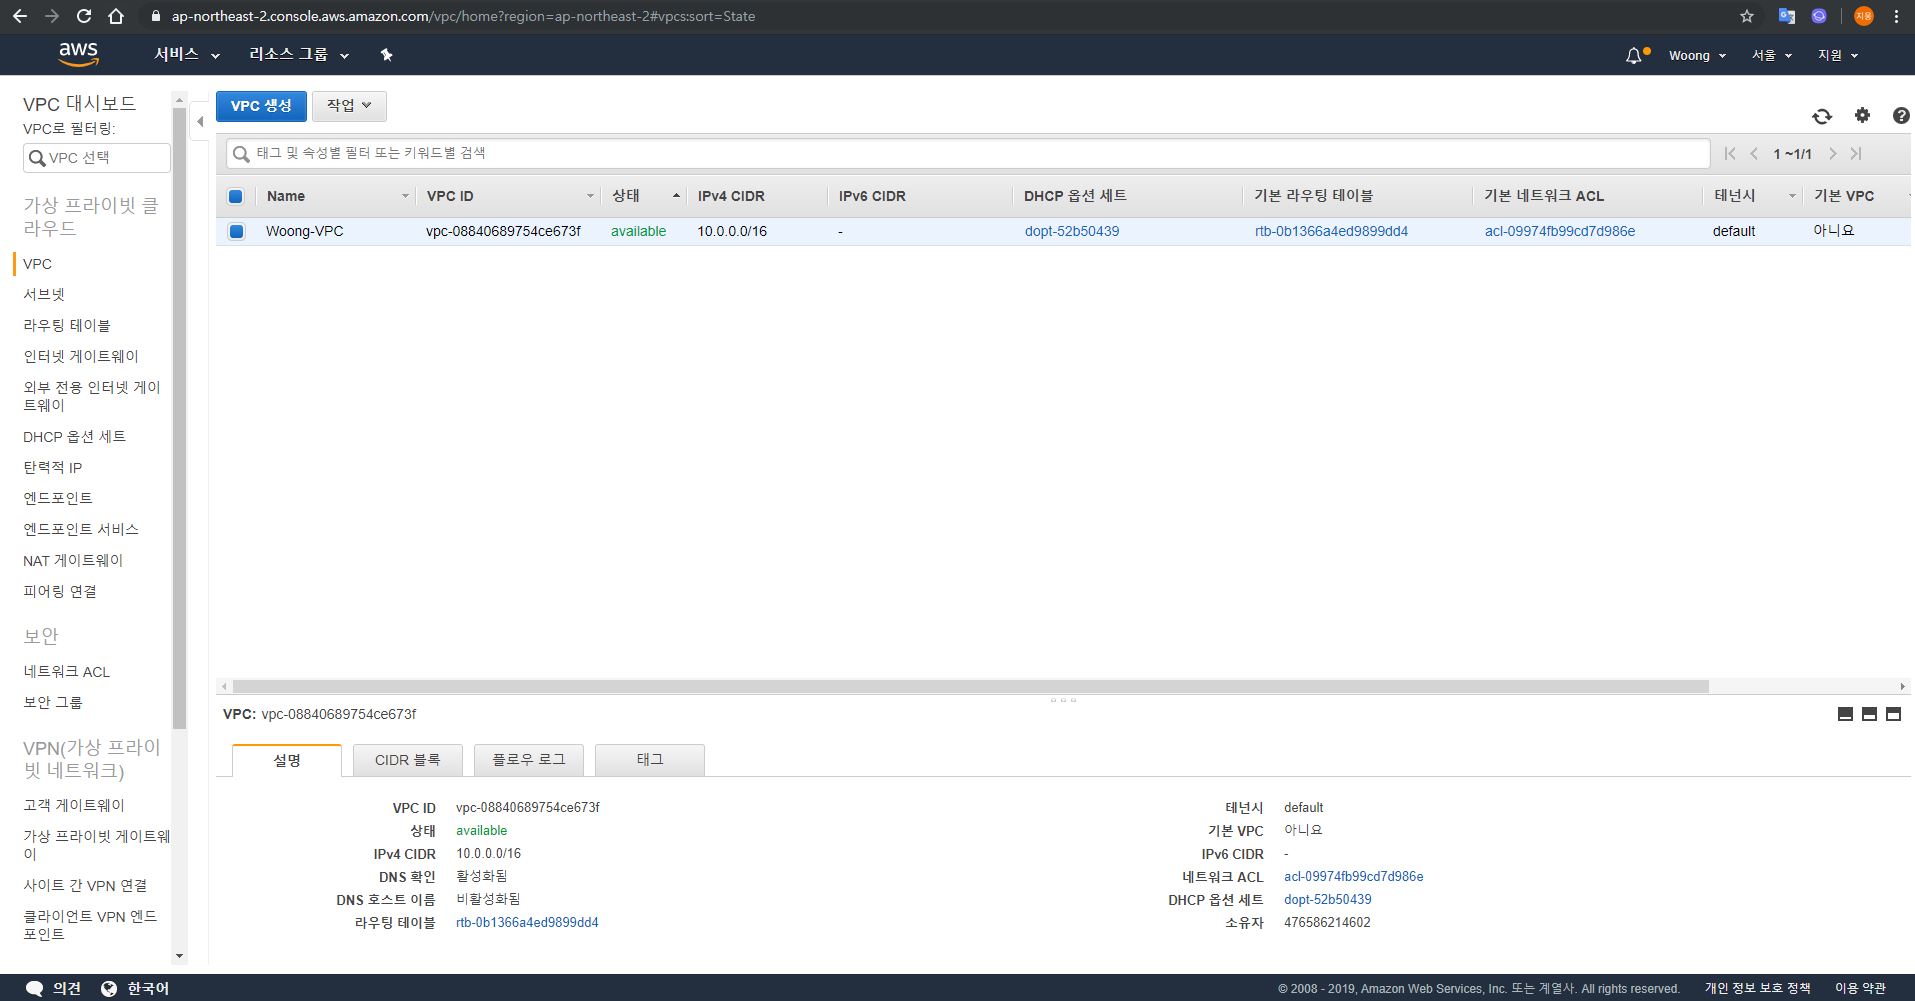 ap-northeast-2.console.aws.amazon.com/vpc/home?region=ap-northeast-2#vpcs:sort=State
지웅
aws 서비스 리소스 그룹 Woong 서울 지원
VPC 대시보드
VPC로 필터링:
VPC 선택
가상 프라이빗 클
라우드
VPC
서브넷
라우팅 테이블
인터넷 게이트웨이
외부 전용 인터넷 게이
트웨이
DHCP 옵션 세트
탄력적 IP
엔드포인트
엔드포인트 서비스
NAT 게이트웨이
피어링 연결
보안
네트워크 ACL
보안 그룹
VPN(가상 프라이
빗 네트워크)
고객 게이트웨이
가상 프라이빗 게이트웨
이
사이트 간 VPN 연결
클라이언트 VPN 엔드
포인트
VPC 생성 작업
태그 및 속성별 필터 또는 키워드별 검색 1 ~1/1
Name VPC ID 상태 IPv4 CIDR IPv6 CIDR DHCP 옵션 세트 기본 라우팅 테이블 기본 네트워크 ACL 테넌시 기본 VPC
Woong-VPC vpc-08840689754ce673f available 10.0.0.0/16 - dopt-52b50439 rtb-0b1366a4ed9899dd4 acl-09974fb99cd7d986e default 아니요
VPC: vpc-08840689754ce673f
설명 CIDR 블록 플로우 로그 태그
VPC ID vpc-08840689754ce673f 테넌시 default
상태 available 기본 VPC 아니요
IPv4 CIDR 10.0.0.0/16 IPv6 CIDR -
DNS 확인 활성화됨 네트워크 ACL acl-09974fb99cd7d986e
DNS 호스트 이름 비활성화됨 DHCP 옵션 세트 dopt-52b50439
라우팅 테이블 rtb-0b1366a4ed9899dd4 소유자 476586214602
의견 한국어 © 2008 - 2019, Amazon Web Services, Inc. 또는 계열사. All rights reserved. 개인 정보 보호 정책 이용 약관